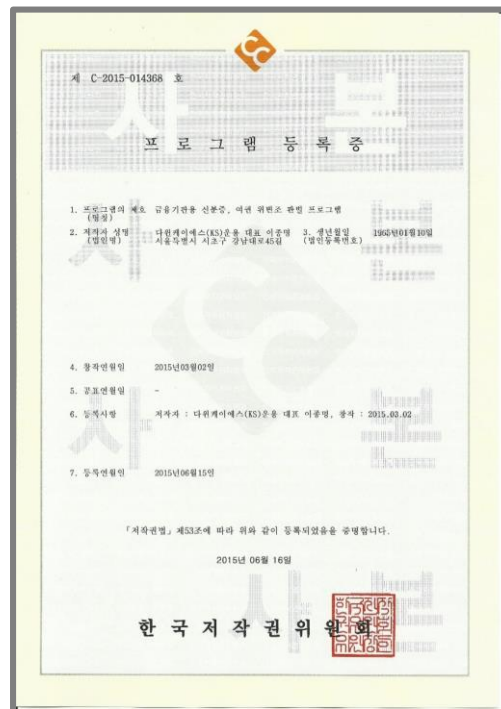 제 C-2015-014368 호
프로그램 등록증
1. 프로그램의 제호 금융기관용 신분증, 여권 위변조 판별 프로그램
(명칭)
2. 저작자 성명 다윈케이에스(KS)운용 대표 이종명 3. 생년월일 1965년01월10일
(법인명) 서울특별시 서초구 강남대로45길 (법인등록번호)
4. 창작연월일 2015년03월02일
5. 공표연월일 -
6. 등록사항 저작자 : 다윈케이에스(KS)운용 대표 이종명, 창작 : 2015.03.02
7. 등록연월일 2015년06월15일
「저작권법」 제53조에 따라 위와 같이 등록되었음을 증명합니다.
2015년 06월 16일
한국저작권위원회
사본
사본
사본
사본